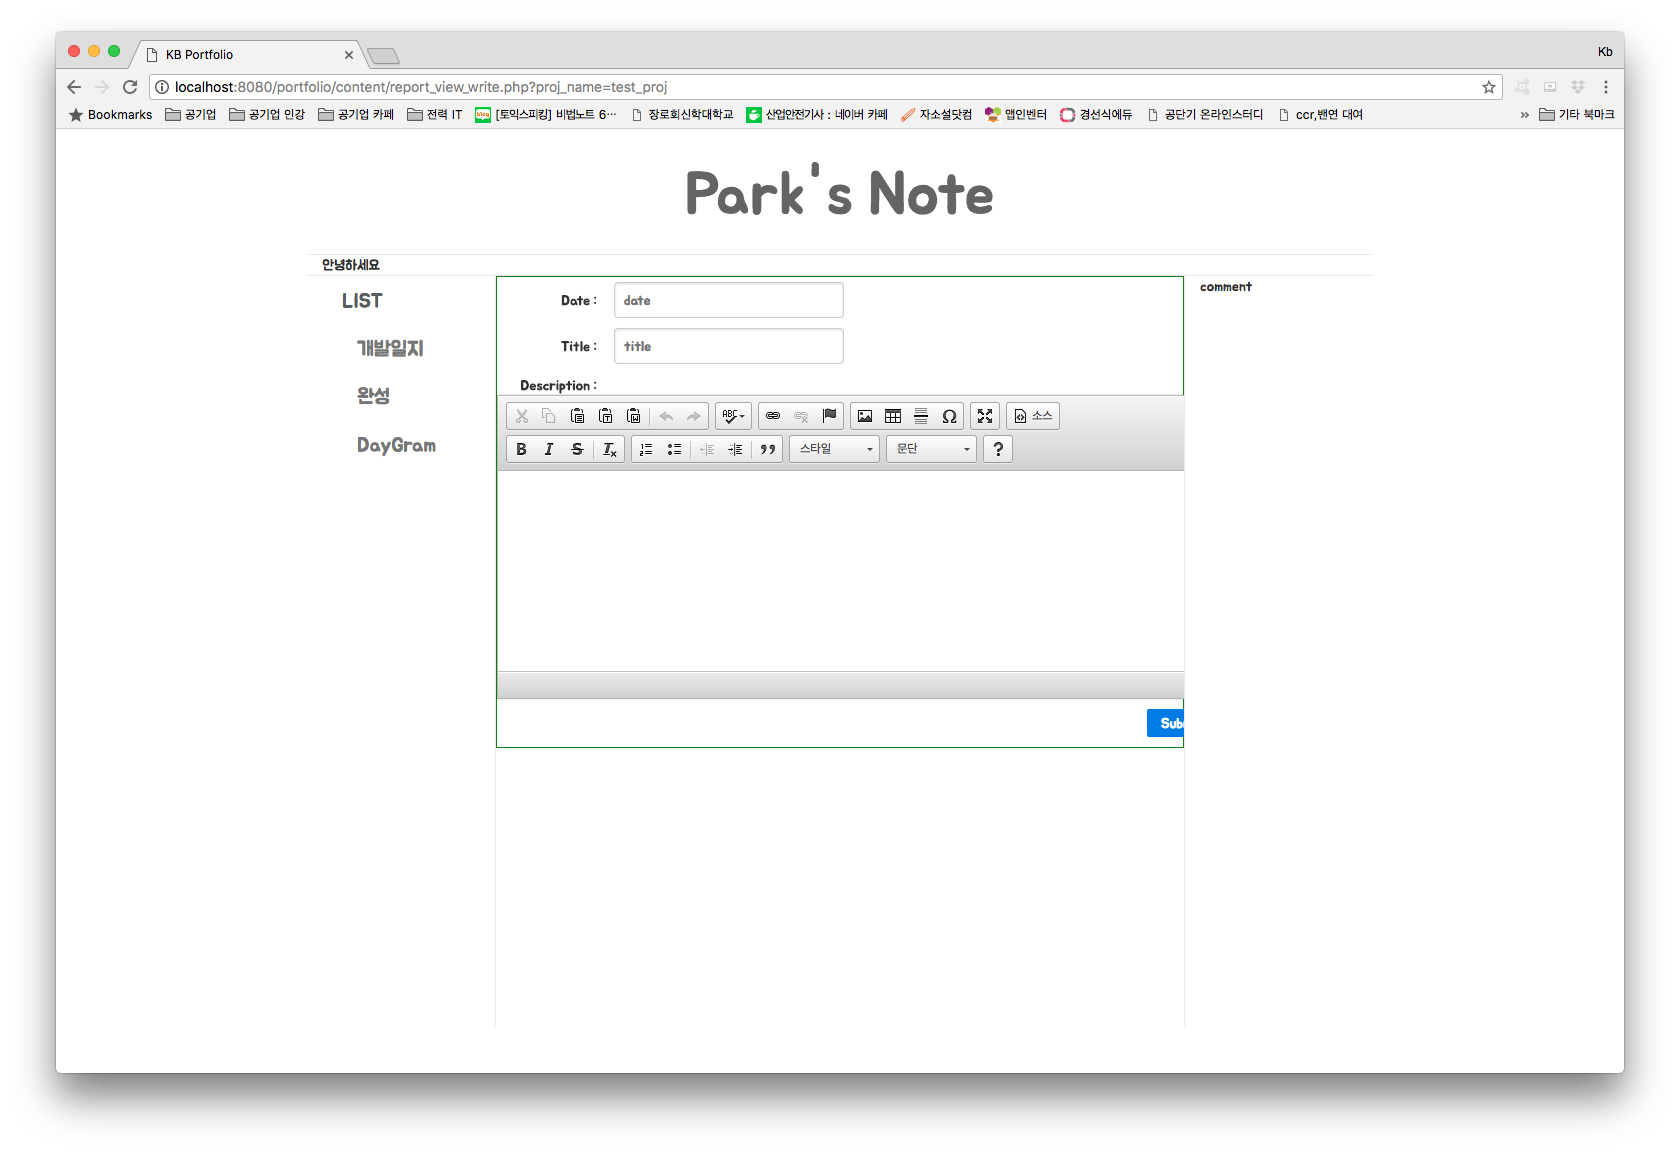 KB Portfolio
Kb
localhost:8080/portfolio/content/report_view_write.php?proj_name=test_proj
Bookmarks 공기업 공기업 인강 공기업 카페 전력 IT [토익스피킹] 비법노트 6… 장로회신학대학교 산업안전기사 : 네이버 카페 자소설닷컴 앱인벤터 경선식에듀 공단기 온라인스터디 ccr,밴연 대여 » 기타 북마크
Park's Note
안녕하세요
LIST
개발일지
완성
DayGram
Date : date
Title : title
Description :
ABC 소스
B I S Tx 스타일 문단 ?
Sub
comment